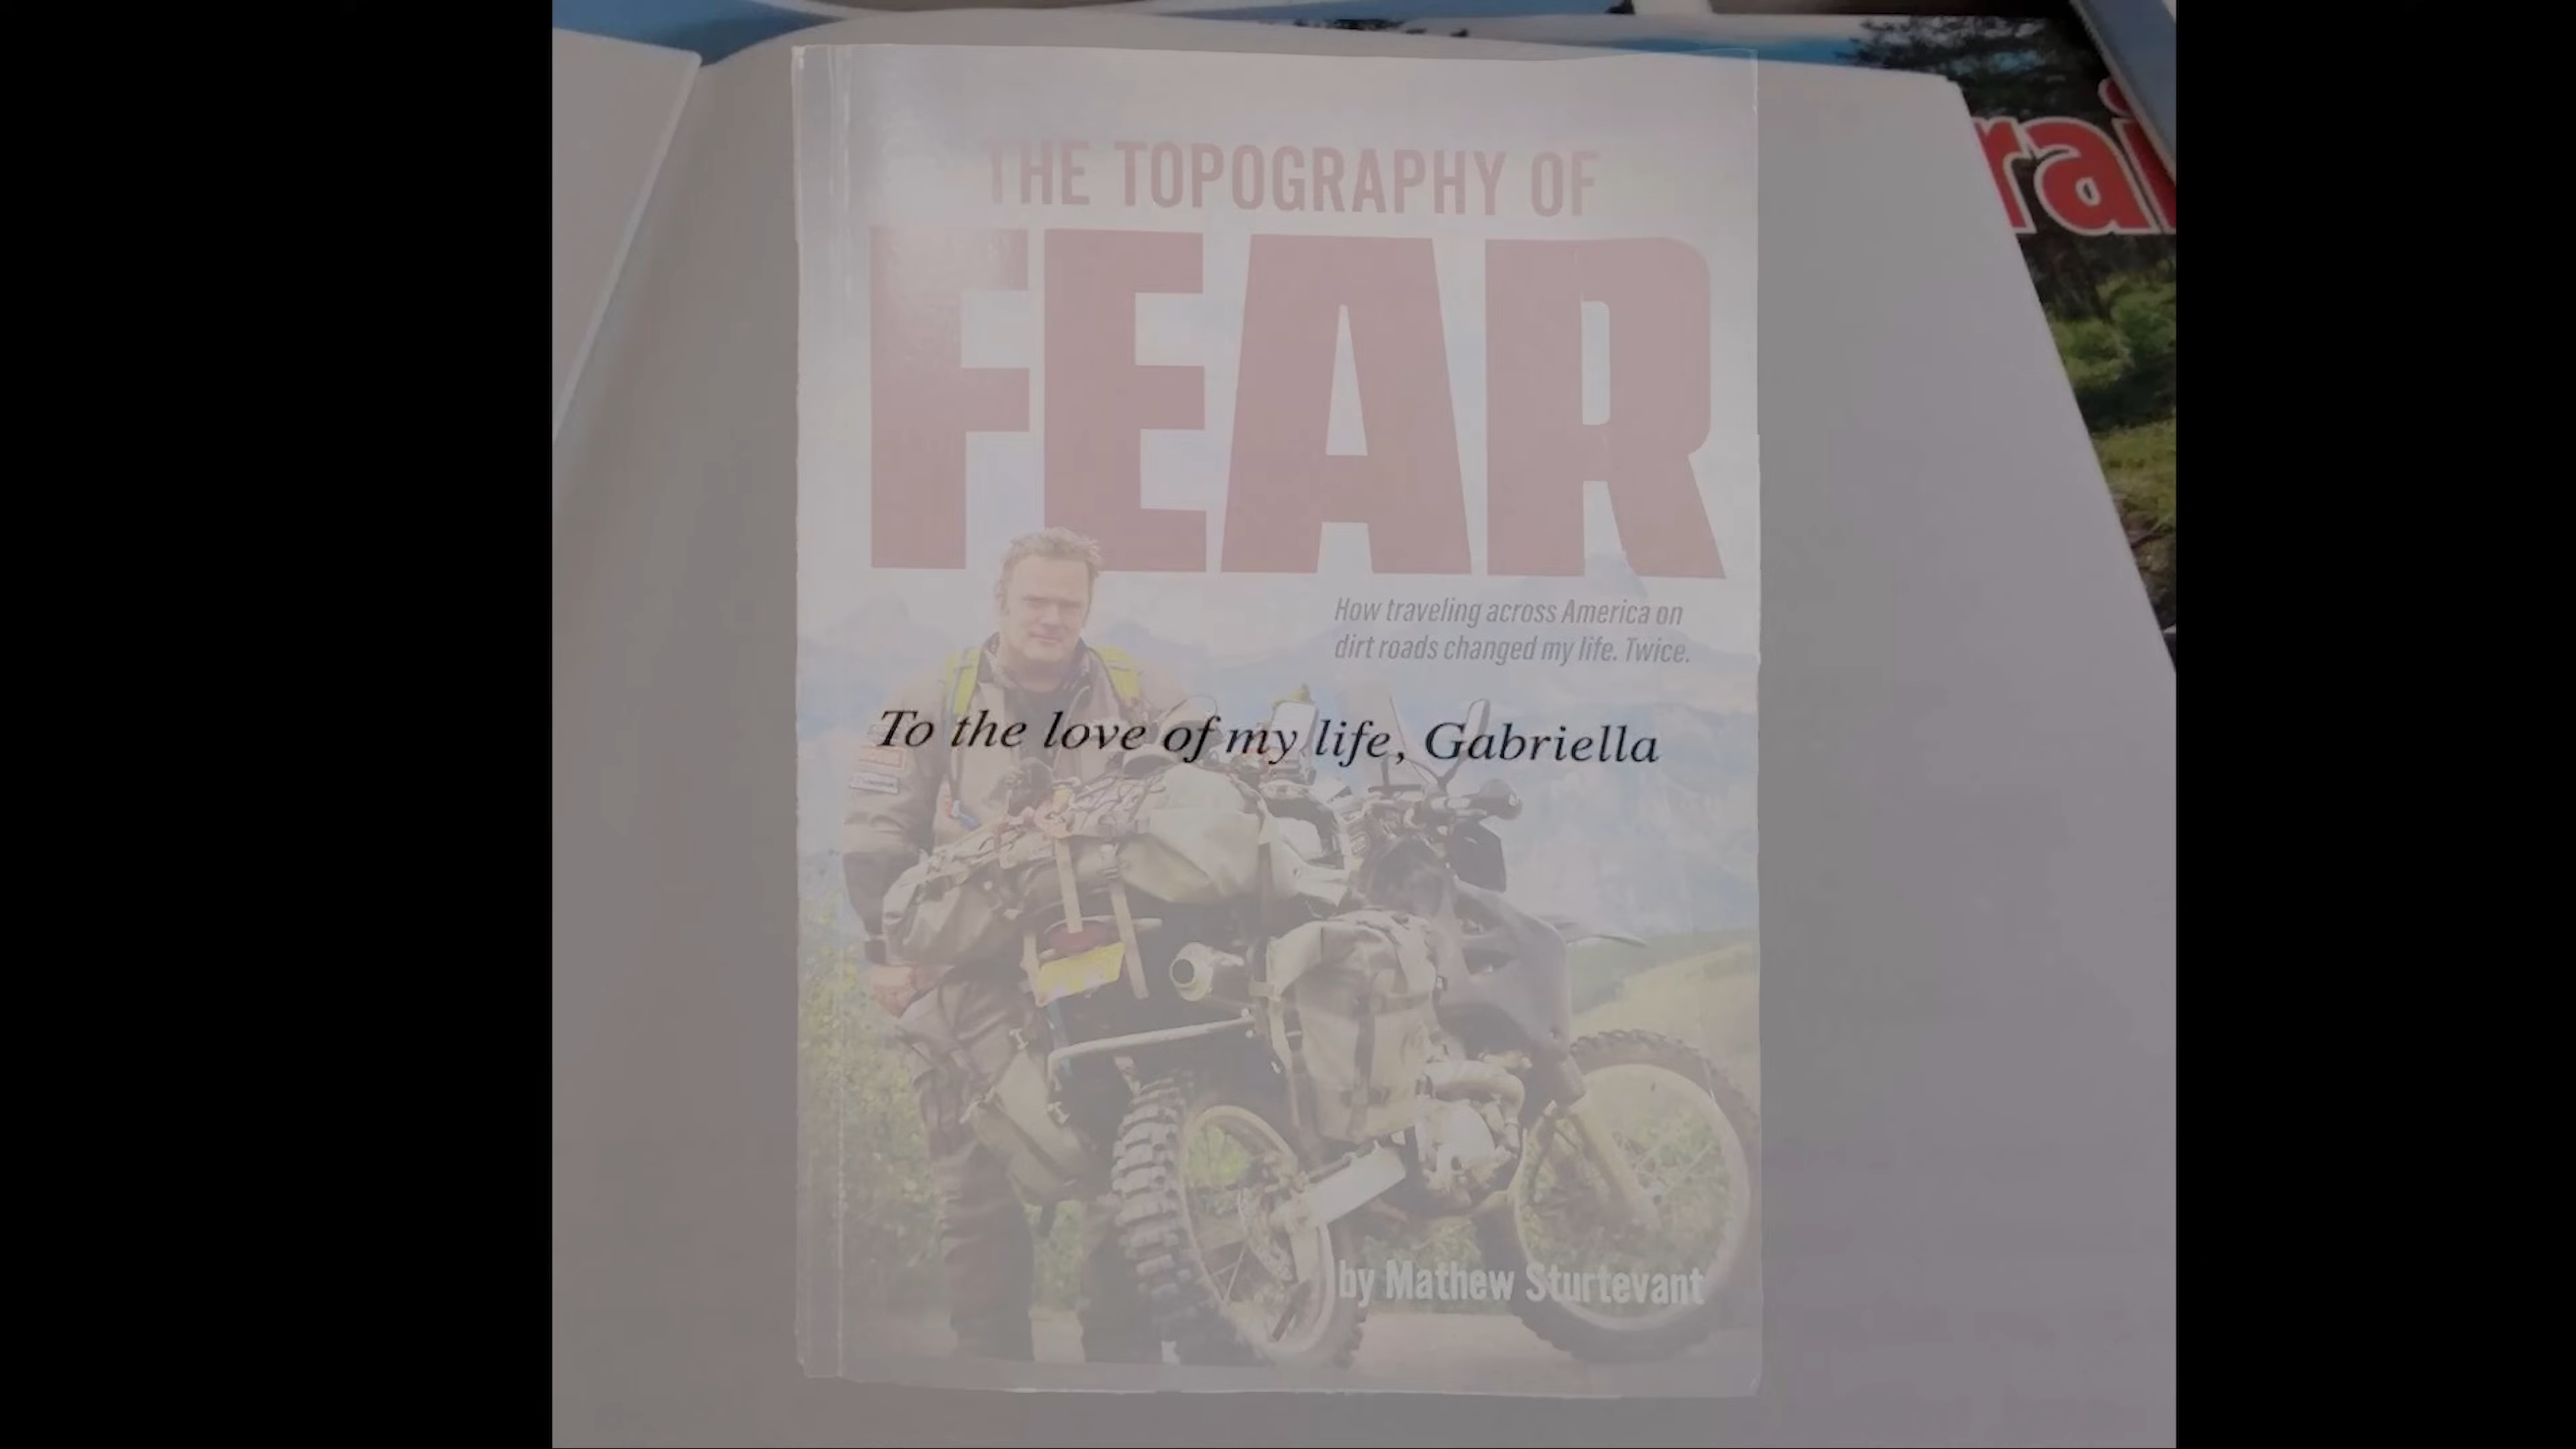 THE TOPOGRAPHY OF
FEAR
How traveling across America on
dirt roads changed my life. Twice.
To the love of my life, Gabriella
by Mathew Sturtevant
rai